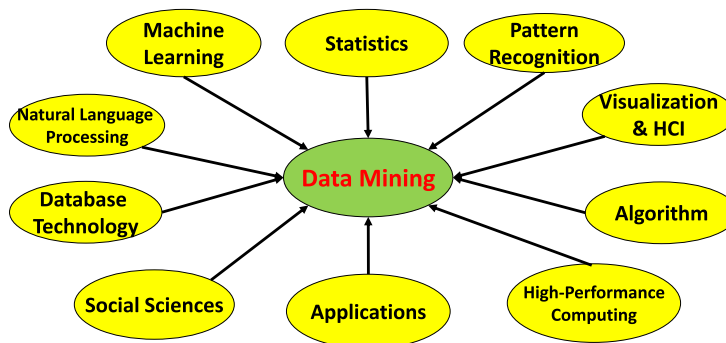 Machine
Learning
Statistics
Pattern
Recognition
Natural Language
Processing
Visualization
& HCI
Data Mining
Database
Technology
Algorithm
Social Sciences
Applications
High-Performance
Computing